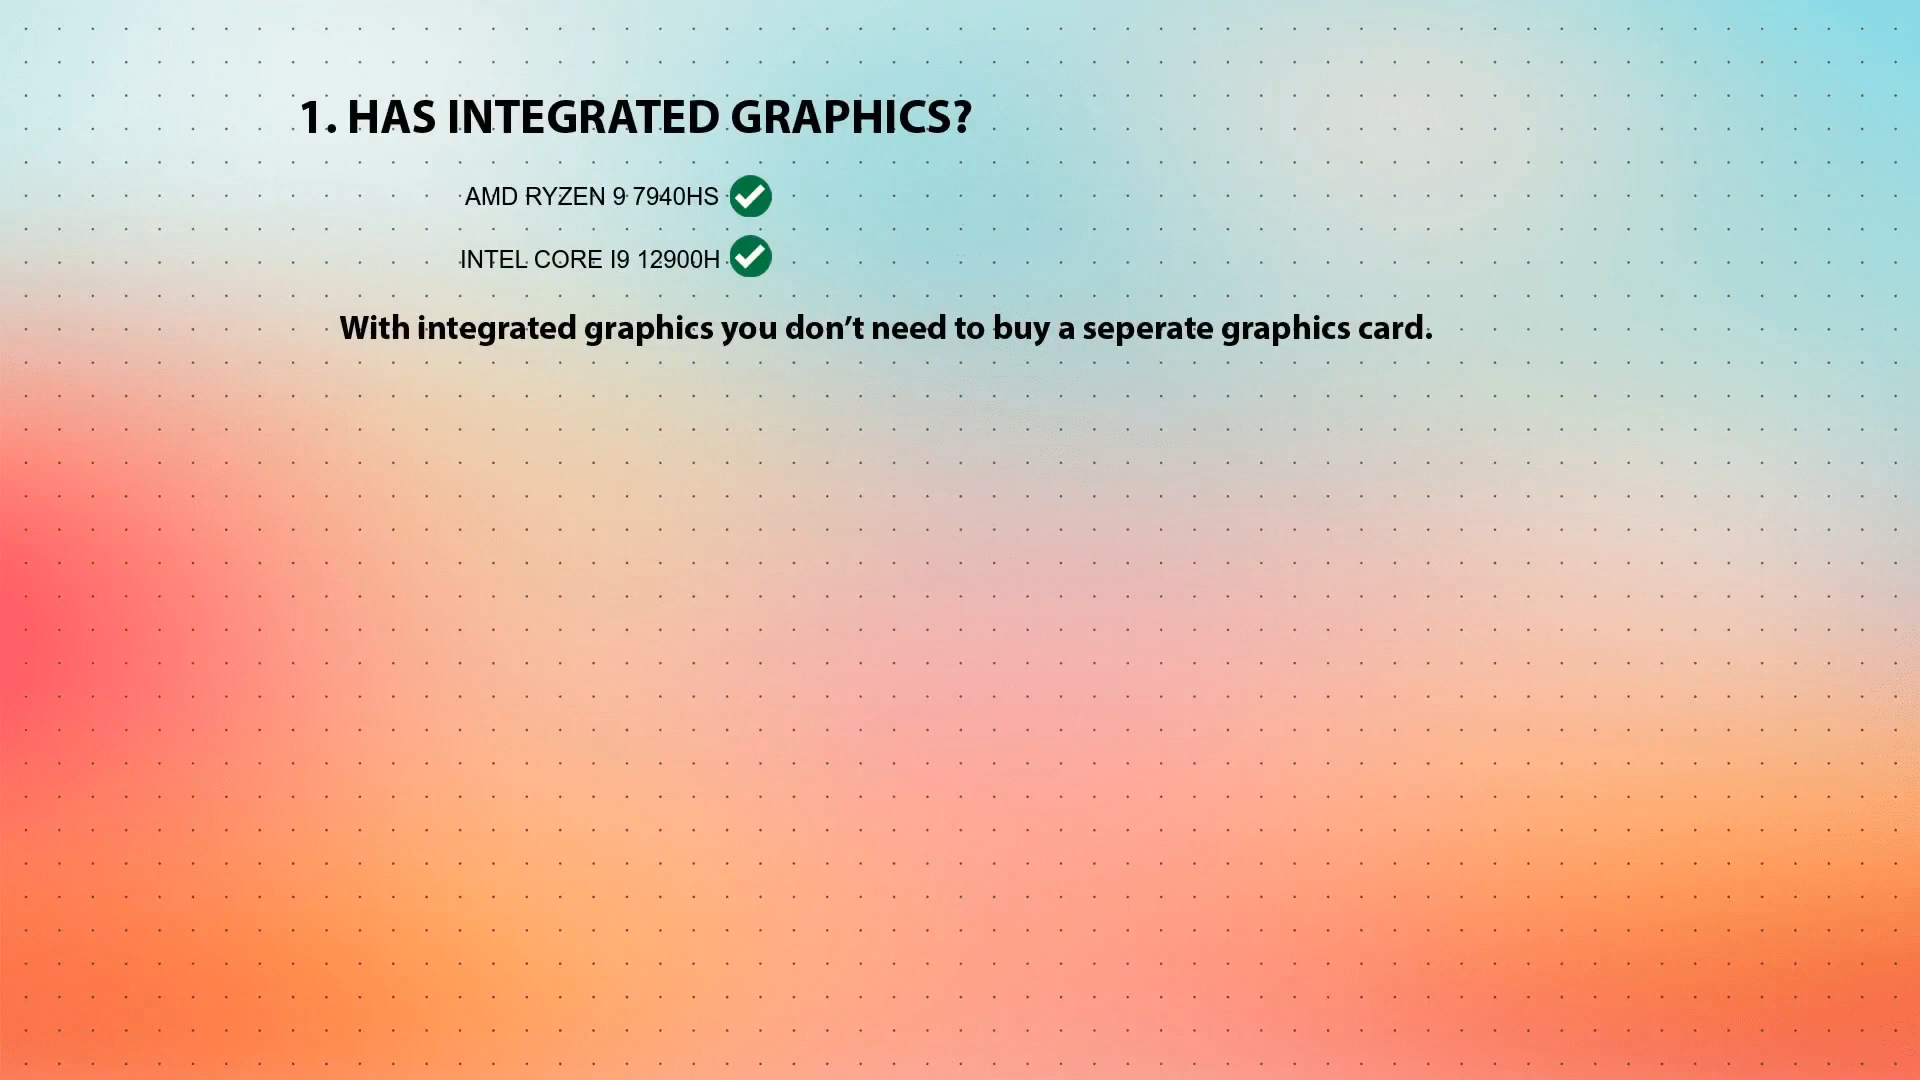 1. HAS INTEGRATED GRAPHICS?
AMD RYZEN 9 7940HS
INTEL CORE I9 12900H
With integrated graphics you don’t need to buy a seperate graphics card.